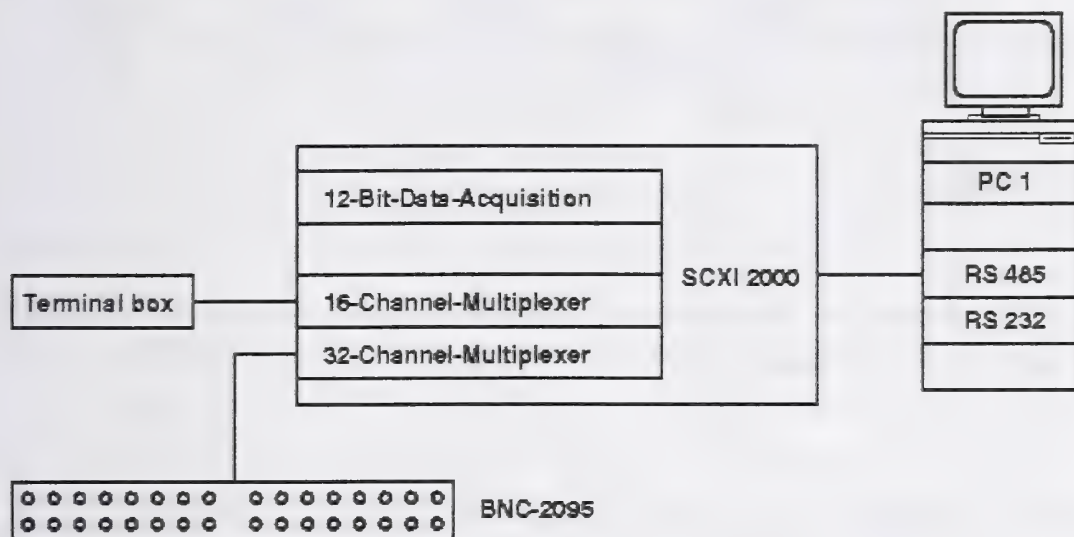 PC 1
12-Bit-Data-Acquisition
SCXI 2000
RS 485
Terminal box
16-Channel-Multiplexer
RS 232
32-Channel-Multiplexer
BNC-2095